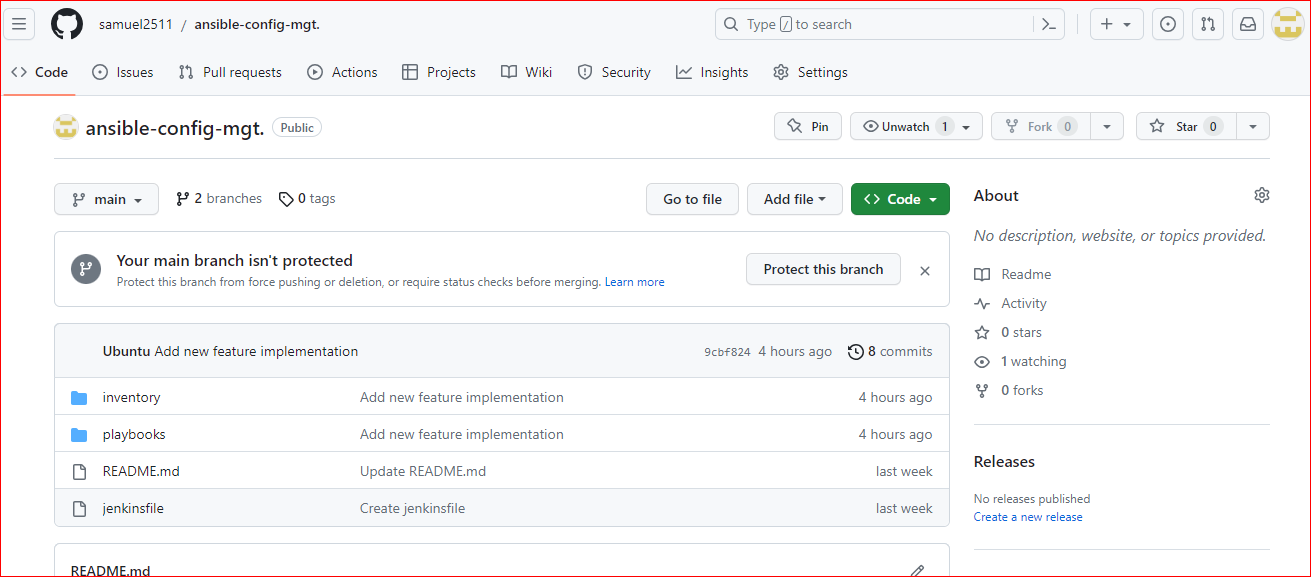 samuel2511 / ansible-config-mgt.
Type / to search
Code Issues Pull requests Actions Projects Wiki Security Insights Settings
ansible-config-mgt. Public Pin Unwatch 1 Fork 0 Star 0
main 2 branches 0 tags Go to file Add file Code
Your main branch isn't protected
Protect this branch from force pushing or deletion, or require status checks before merging. Learn more
Protect this branch
Ubuntu Add new feature implementation 9cbf824 4 hours ago 8 commits
inventory Add new feature implementation 4 hours ago
playbooks Add new feature implementation 4 hours ago
README.md Update README.md last week
jenkinsfile Create jenkinsfile last week
README.md
About
No description, website, or topics provided.
Readme
Activity
0 stars
1 watching
0 forks
Releases
No releases published
Create a new release